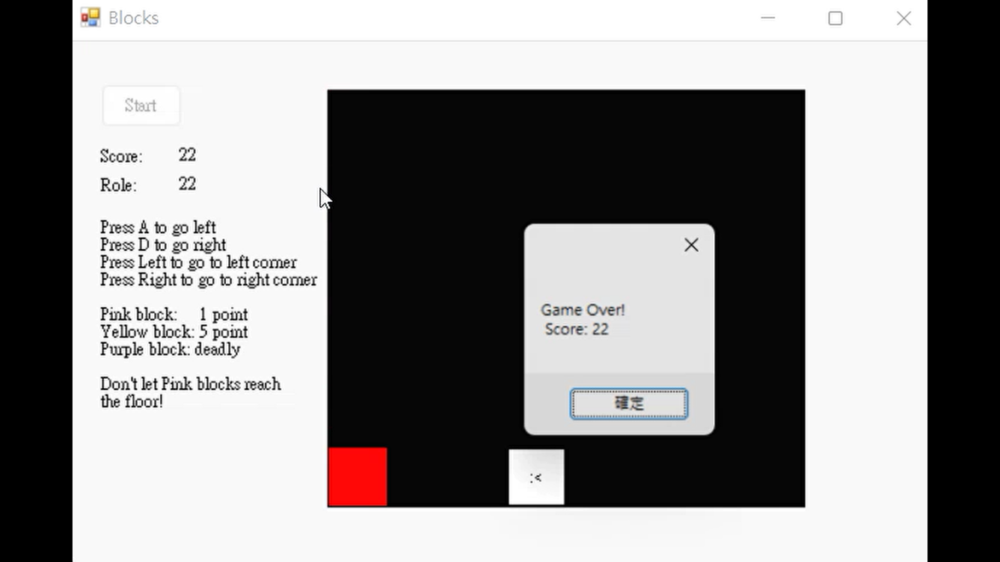 Blocks
Start
Score: 22
Role: 22
Press A to go left
Press D to go right
Press Left to go to left corner
Press Right to go to right corner
Pink block: 1 point
Yellow block: 5 point
Purple block: deadly
Don't let Pink blocks reach
the floor!
Game Over!
Score: 22
確定
:<